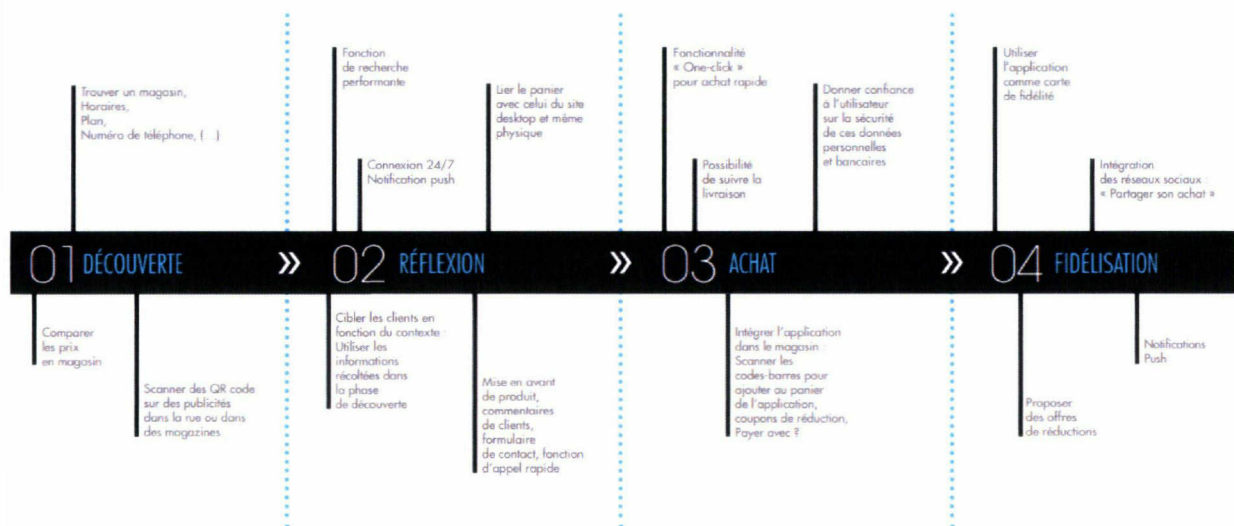 Trouver un magasin,
Horaires,
Plan,
Numéro de téléphone, (...)
Fonction
de recherche
performante
Connexion 24/7
Notification push
Lier le panier
avec celui du site
desktop et même
physique
Fonctionnalité
« One-click »
pour achat rapide
Possibilité
de suivre la
livraison
Donner confiance
à l'utilisateur
sur la sécurité
de ces données
personnelles
et bancaires
Utiliser
l'application
comme carte
de fidélité
Intégration
des réseaux sociaux :
« Partager son achat »
01 DÉCOUVERTE »
02 RÉFLEXION »
03 ACHAT »
04 FIDÉLISATION
Comparer
les prix
en magasin
Scanner des QR code
sur des publicités
dans la rue ou dans
des magazines
Cibler les clients en
fonction du contexte :
Utiliser les
informations
récoltées dans
la phase
de découverte
Mise en avant
de produit,
commentaires
de clients,
formulaire
de contact, fonction
d'appel rapide
Intégrer l'application
dans le magasin :
Scanner les
codes-barres pour
ajouter au panier
de l'application,
coupons de réduction,
Payer avec ?
Proposer
des offres
de réductions
Notifications
Push